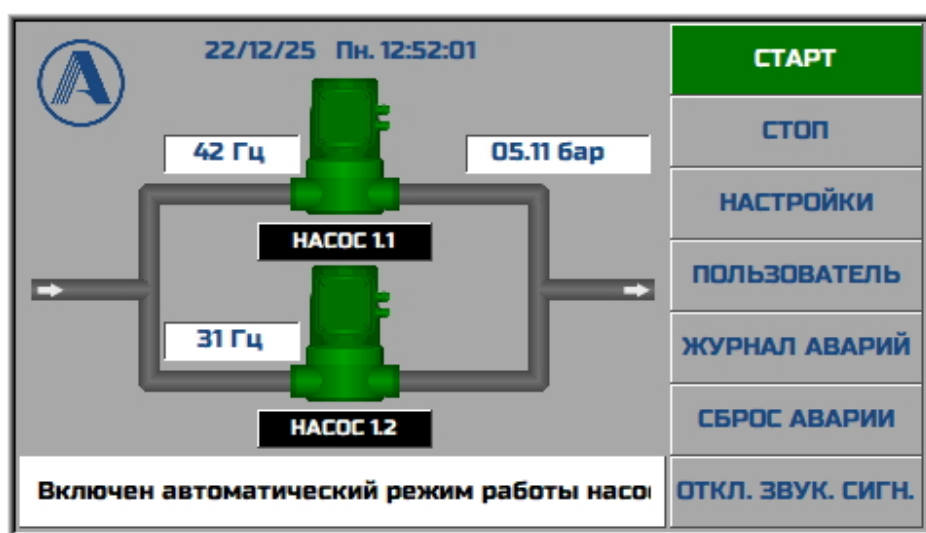 22/12/25 Пн. 12:52:01
СТАРТ
СТОП
42 Гц
05.11 бар
НАСТРОЙКИ
НАСОС 1.1
ПОЛЬЗОВАТЕЛЬ
31 Гц
ЖУРНАЛ АВАРИЙ
НАСОС 1.2
СБРОС АВАРИИ
Включен автоматический режим работы насо
ОТКЛ. ЗВУК. СИГН.